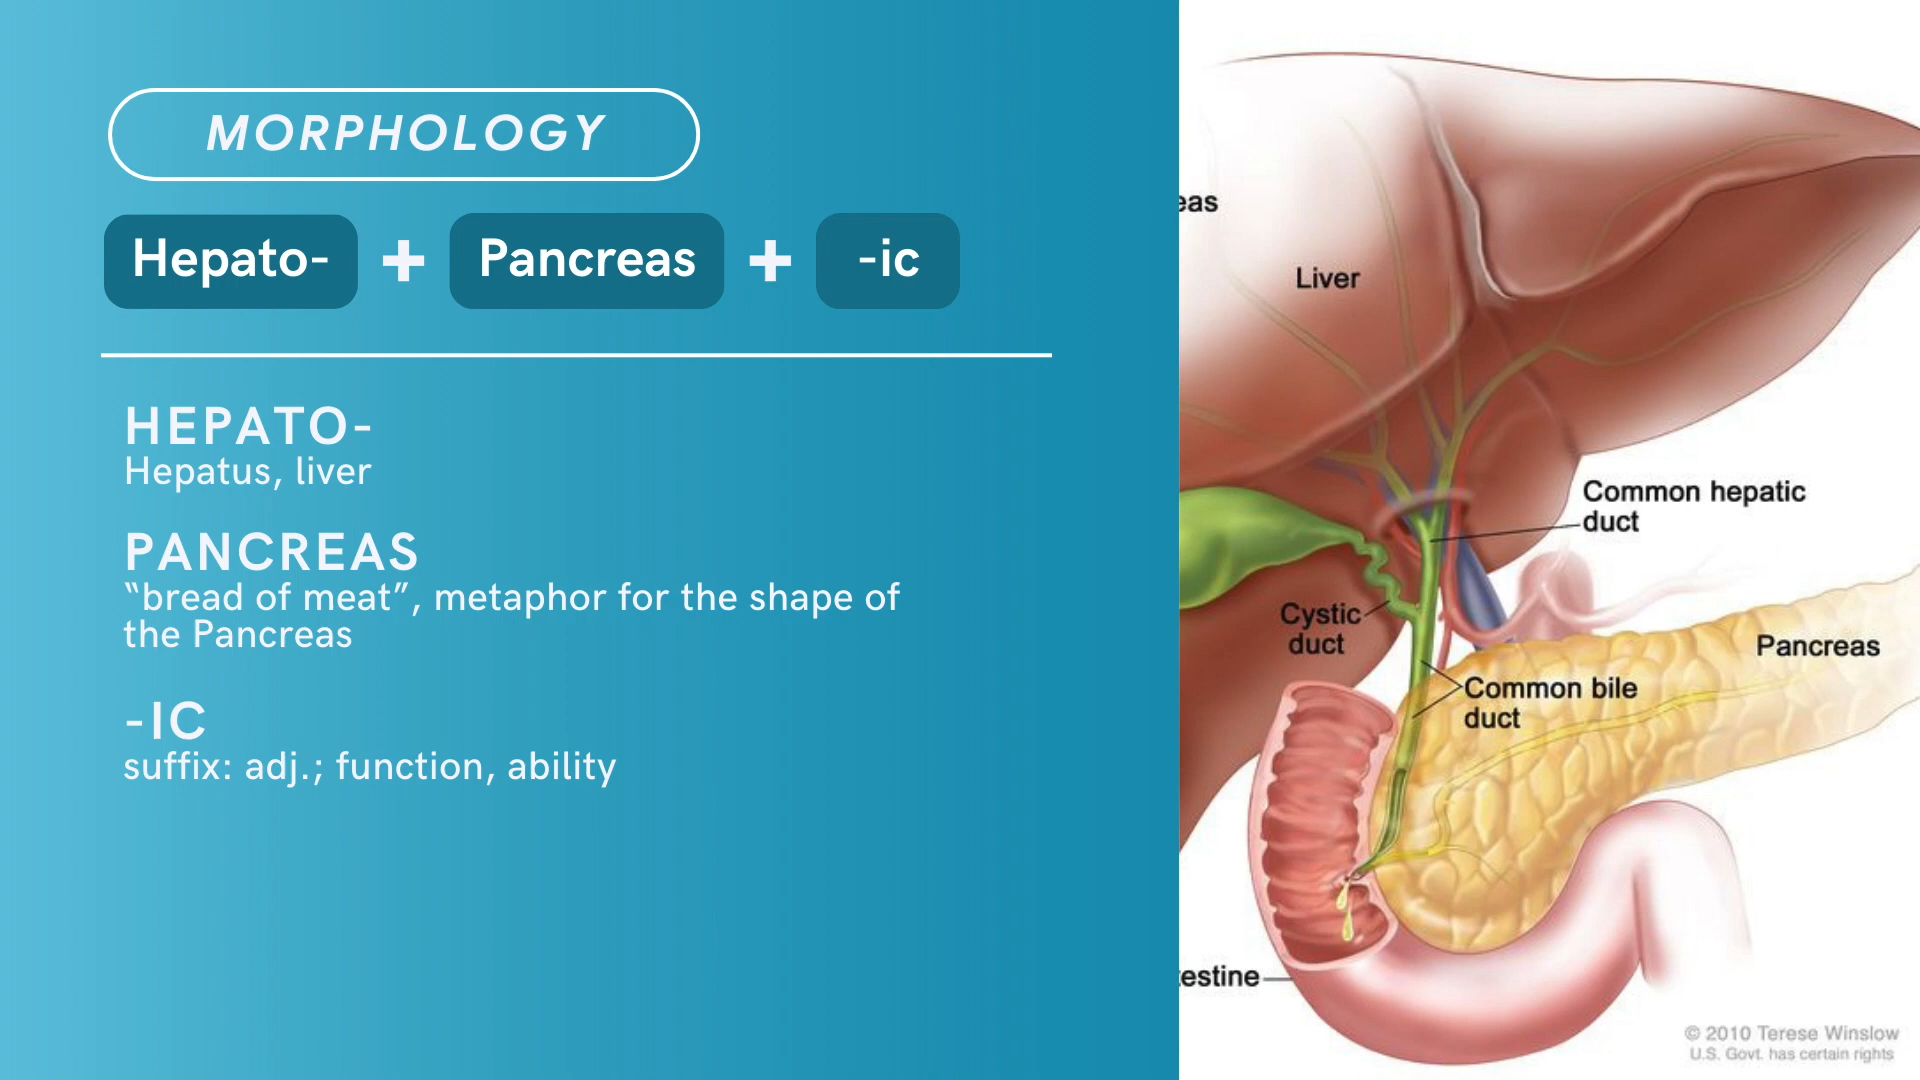 MORPHOLOGY
Hepato- + Pancreas + -ic
HEPATO-
Hepatus, liver
PANCREAS
“bread of meat”, metaphor for the shape of
the Pancreas
-IC
suffix: adj.; function, ability
eas
Liver
Common hepatic
duct
Cystic
duct
Pancreas
Common bile
duct
testine
© 2010 Terese Winslow
U.S. Govt. has certain rights